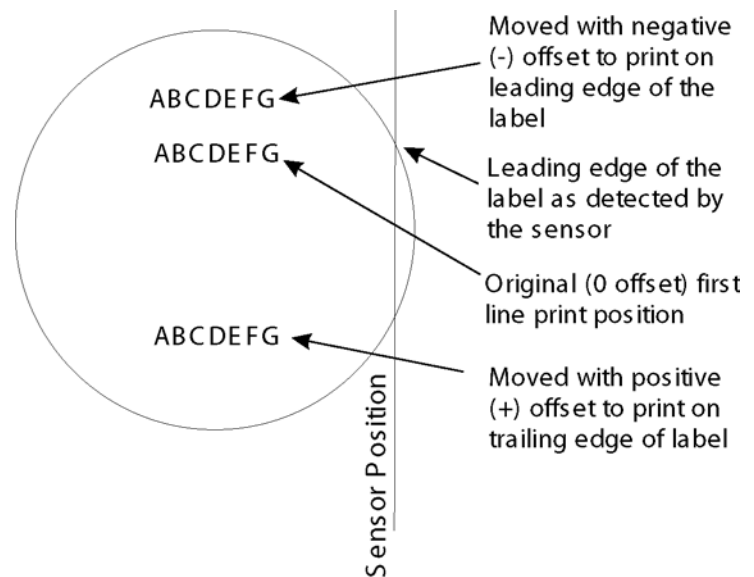 Moved with negative
(-) offset to print on
leading edge of the
label
ABCDEFG
ABCDEFG
Leading edge of the
label as detected by
the sensor
Original (0 offset) first
line print position
ABCDEFG
Moved with positive
(+) offset to print on
trailing edge of label
Sensor Position